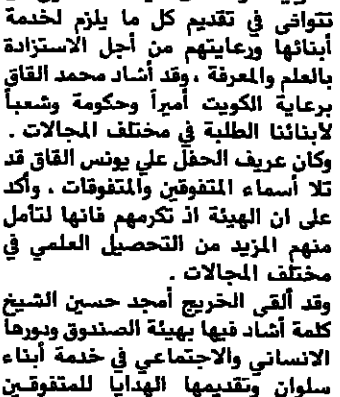 تتوانى في تقديم كل ما يلزم لخدمة
أبنائها ورعايتهم من أجل الاستزادة
بالعلم والمعرفة ، وقد أشاد محمد القاق
برعاية الكويت أميراً وحكومة وشعباً
لأبنائنا الطلبة في مختلف المجالات .
وكان عريف الحفل علي يونس القاق قد
تلا أسماء المتفوقين والمتفوقات ، وأكد
على ان الهيئة اذ تكرمهم فانها لتأمل
منهم المزيد من التحصيل العلمي في
مختلف المجالات .
وقد ألقى الخريج أمجد حسين الشيخ
كلمة أشاد فيها بهيئة الصندوق ودورها
الانساني والاجتماعي في خدمة أبناء
سلوان وتقديمها الهدايا للمتفوقين